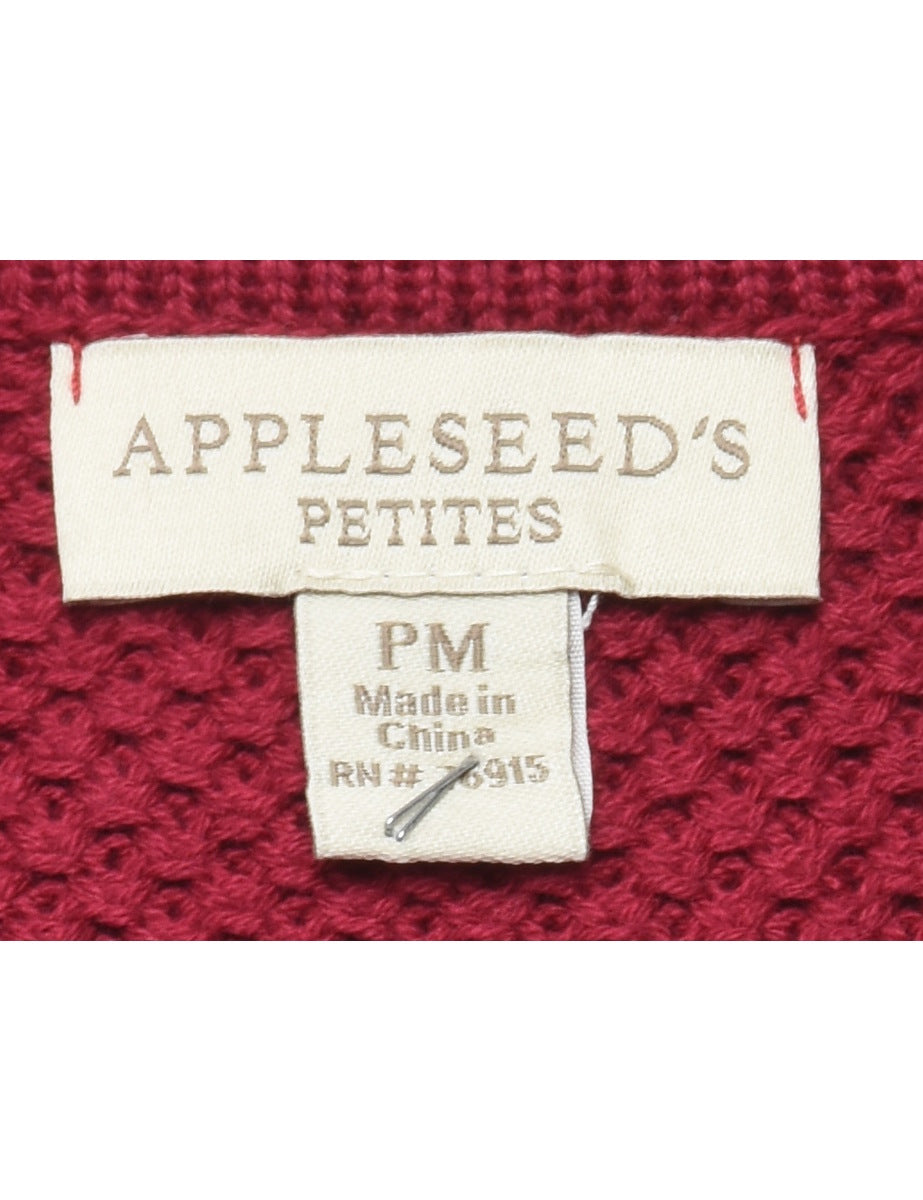 APPLESEED'S
PETITES
PM
Made in
China
RN#